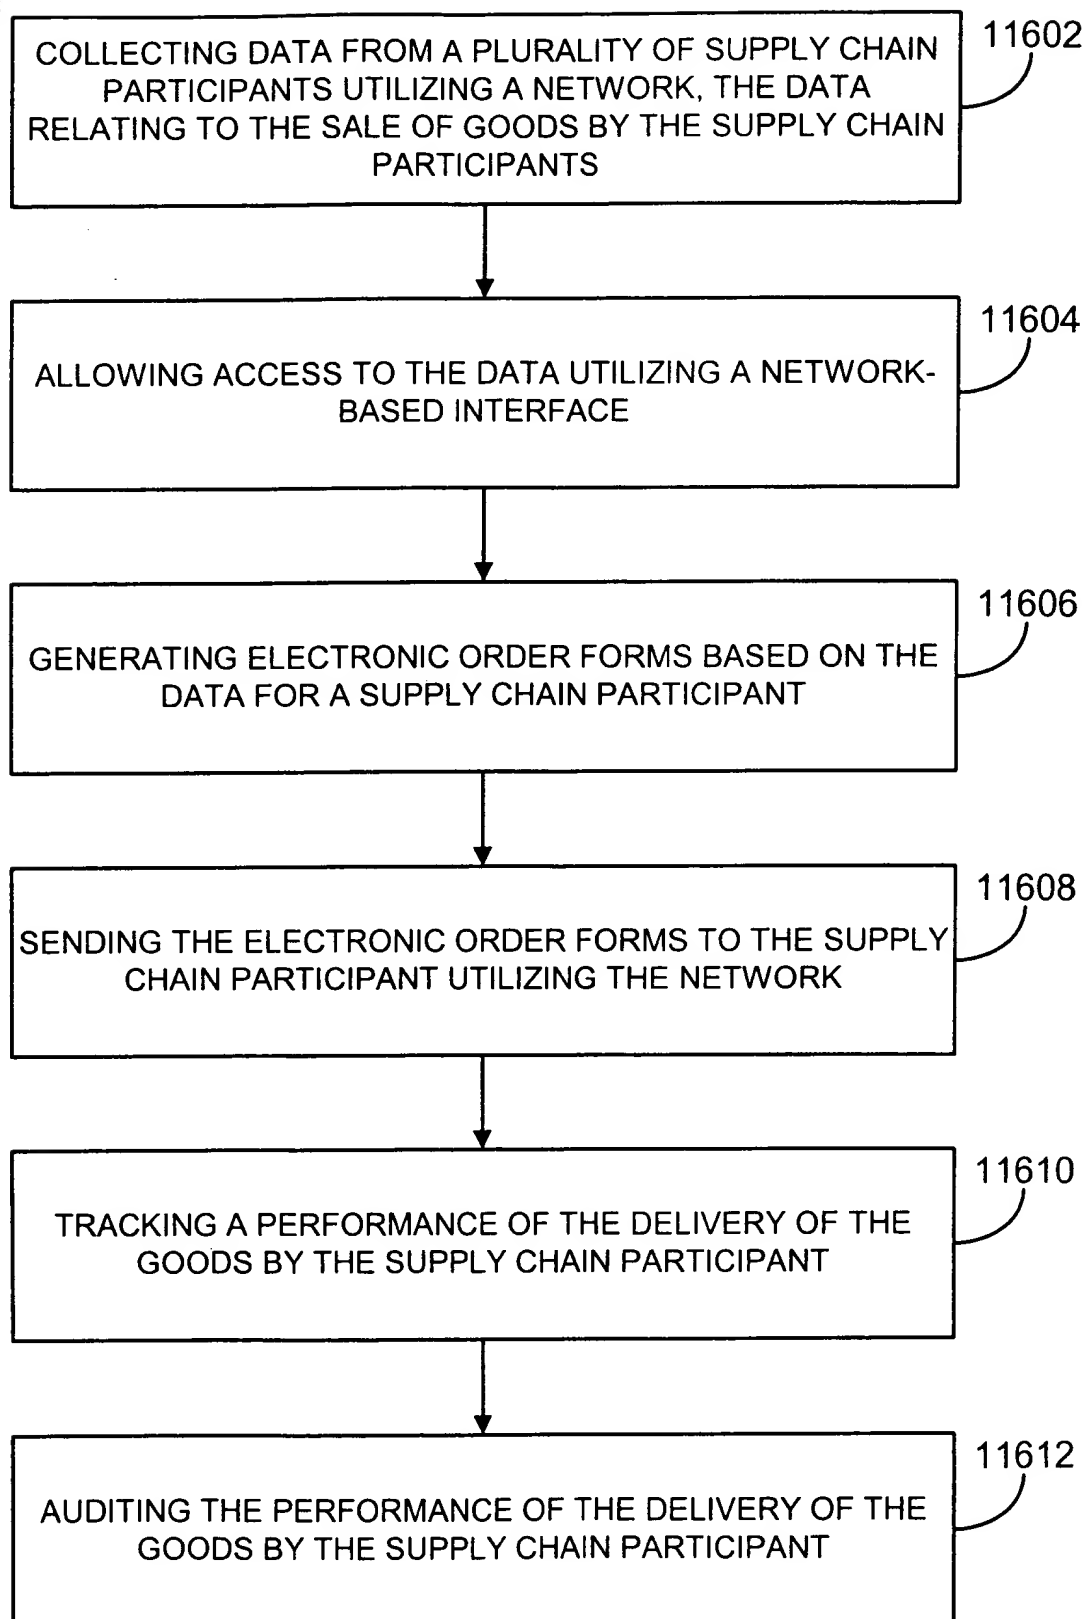 COLLECTING DATA FROM A PLURALITY OF SUPPLY CHAIN
PARTICIPANTS UTILIZING A NETWORK, THE DATA
RELATING TO THE SALE OF GOODS BY THE SUPPLY CHAIN
PARTICIPANTS
11602
ALLOWING ACCESS TO THE DATA UTILIZING A NETWORK-
BASED INTERFACE
11604
GENERATING ELECTRONIC ORDER FORMS BASED ON THE
DATA FOR A SUPPLY CHAIN PARTICIPANT
11606
SENDING THE ELECTRONIC ORDER FORMS TO THE SUPPLY
CHAIN PARTICIPANT UTILIZING THE NETWORK
11608
TRACKING A PERFORMANCE OF THE DELIVERY OF THE
GOODS BY THE SUPPLY CHAIN PARTICIPANT
11610
AUDITING THE PERFORMANCE OF THE DELIVERY OF THE
GOODS BY THE SUPPLY CHAIN PARTICIPANT
11612